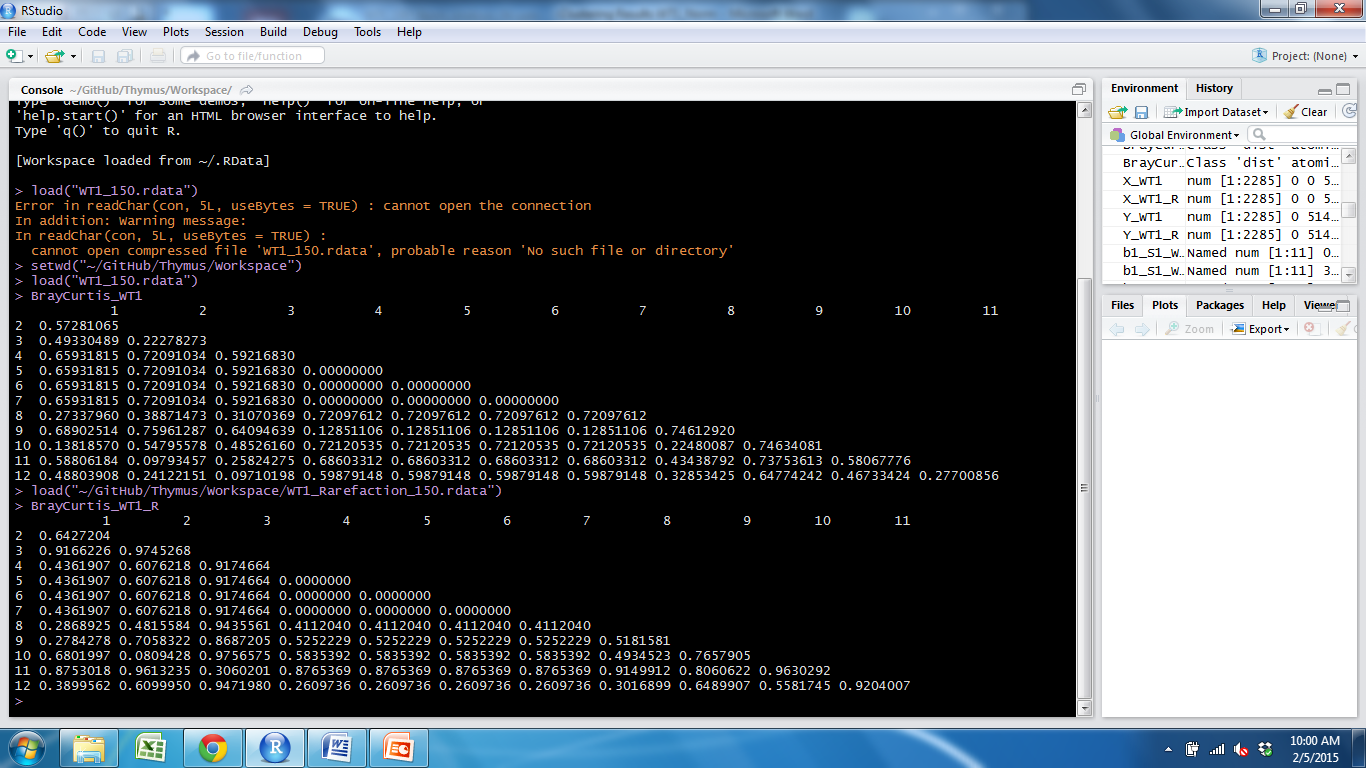 RStudio
File Edit Code View Plots Session Build Debug Tools Help
Go to file/function
Project: (None)
Console ~/GitHub/Thymus/Workspace/
Type 'demo()' for some demos, 'help()' for on-line help, or
'help.start()' for an HTML browser interface to help.
Type 'q()' to quit R.
[Workspace loaded from ~/.RData]
> load("WT1_150.rdata")
Error in readChar(con, 5L, useBytes = TRUE) : cannot open the connection
In addition: Warning message:
In readChar(con, 5L, useBytes = TRUE) :
cannot open compressed file 'WT1_150.rdata', probable reason 'No such file or directory'
> setwd("~/GitHub/Thymus/Workspace")
> load("WT1_150.rdata")
> BrayCurtis_WT1
1 2 3 4 5 6 7 8 9 10 11
2 0.57281065
3 0.49330489 0.22278273
4 0.65931815 0.72091034 0.59216830
5 0.65931815 0.72091034 0.59216830 0.00000000
6 0.65931815 0.72091034 0.59216830 0.00000000 0.00000000
7 0.65931815 0.72091034 0.59216830 0.00000000 0.00000000 0.00000000
8 0.27337960 0.38871473 0.31070369 0.72097612 0.72097612 0.72097612 0.72097612
9 0.68902514 0.75961287 0.64094639 0.12851106 0.12851106 0.12851106 0.12851106 0.74612920
10 0.13818570 0.54795578 0.48526160 0.72120535 0.72120535 0.72120535 0.72120535 0.22480087 0.74634081
11 0.58806184 0.09793457 0.25824275 0.68603312 0.68603312 0.68603312 0.68603312 0.43438792 0.73753613 0.58067776
12 0.48803908 0.24122151 0.09710198 0.59879148 0.59879148 0.59879148 0.59879148 0.32853425 0.64774242 0.46733424 0.27700856
> load("~/GitHub/Thymus/Workspace/WT1_Rarefaction_150.rdata")
> BrayCurtis_WT1_R
1 2 3 4 5 6 7 8 9 10 11
2 0.6427204
3 0.9166226 0.9745268
4 0.4361907 0.6076218 0.9174664
5 0.4361907 0.6076218 0.9174664 0.0000000
6 0.4361907 0.6076218 0.9174664 0.0000000 0.0000000
7 0.4361907 0.6076218 0.9174664 0.0000000 0.0000000 0.0000000
8 0.2868925 0.4815584 0.9435561 0.4112040 0.4112040 0.4112040 0.4112040
9 0.2784278 0.7058322 0.8687205 0.5252229 0.5252229 0.5252229 0.5252229 0.5181581
10 0.6801997 0.0809428 0.9756575 0.5835392 0.5835392 0.5835392 0.5835392 0.4934523 0.7657905
11 0.8753018 0.9613235 0.3060201 0.8765369 0.8765369 0.8765369 0.8765369 0.9149912 0.8060622 0.9630292
12 0.3899562 0.6099950 0.9471980 0.2609736 0.2609736 0.2609736 0.2609736 0.3016899 0.6489907 0.5581745 0.9204007
>
Environment History
Import Dataset Clear
Global Environment
BrayCur… Class 'dist' atomi…
X_WT1 num [1:2285] 0 0 5…
X_WT1_R num [1:2285] 0 0 5…
Y_WT1 num [1:2285] 0 514…
Y_WT1_R num [1:2285] 0 514…
b1_S1_W… Named num [1:11] 0…
b1_S1_W… Named num [1:11] 3…
Files Plots Packages Help Viewe
Zoom Export
10:00 AM
2/5/2015